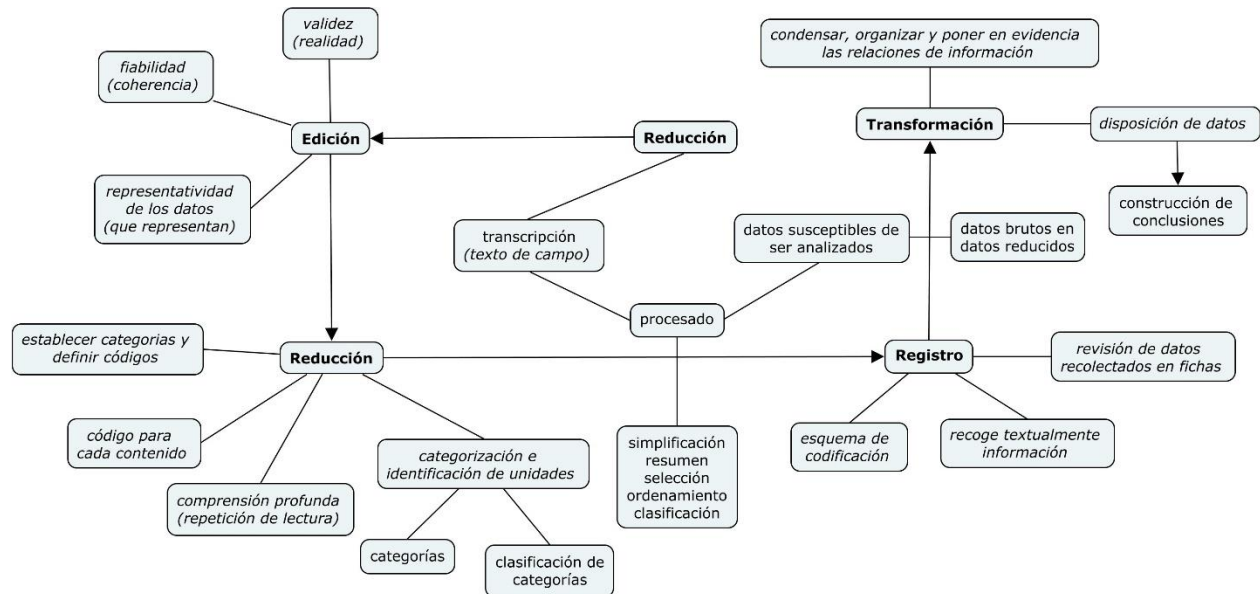 validez
(realidad)
fiabilidad
(coherencia)
Edición
representatividad
de los datos
(que representan)
Reducción
transcripción
(texto de campo)
procesado
datos susceptibles de
ser analizados
simplificación
resumen
selección
ordenamiento
clasificación
condensar, organizar y poner en evidencia
las relaciones de información
Transformación
disposición de datos
construcción de
conclusiones
datos brutos en
datos reducidos
establecer categorias y
definir códigos
Reducción
código para
cada contenido
comprensión profunda
(repetición de lectura)
categorización e
identificación de unidades
categorías
clasificación de
categorías
Registro
revisión de datos
recolectados en fichas
esquema de
codificación
recoge textualmente
información